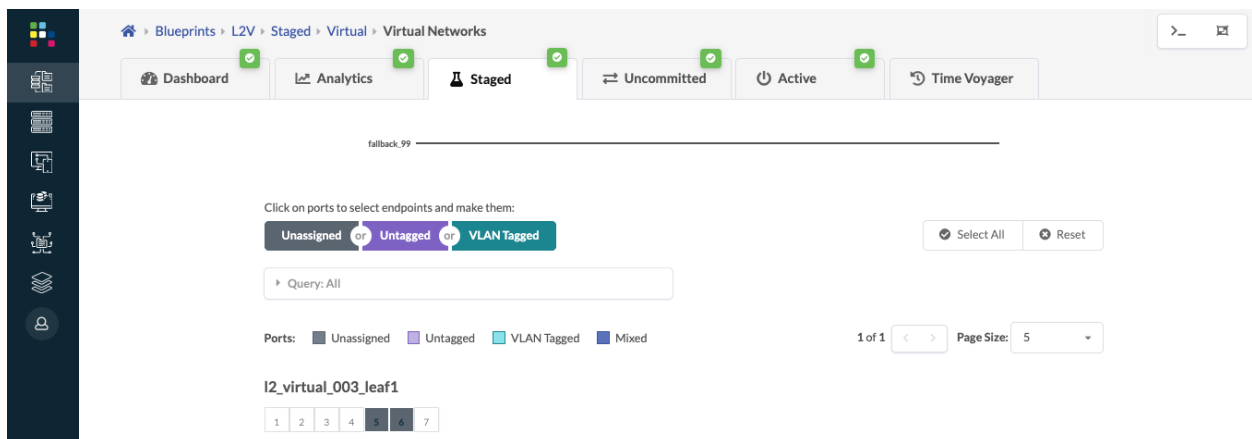 Blueprints L2V Staged Virtual Virtual Networks
>_
Dashboard Analytics Staged Uncommitted Active Time Voyager
fallback_99
Click on ports to select endpoints and make them:
Unassigned or Untagged or VLAN Tagged
Select All Reset
Query: All
Ports: Unassigned Untagged VLAN Tagged Mixed
1 of 1 Page Size: 5
l2_virtual_003_leaf1
1 2 3 4 5 6 7